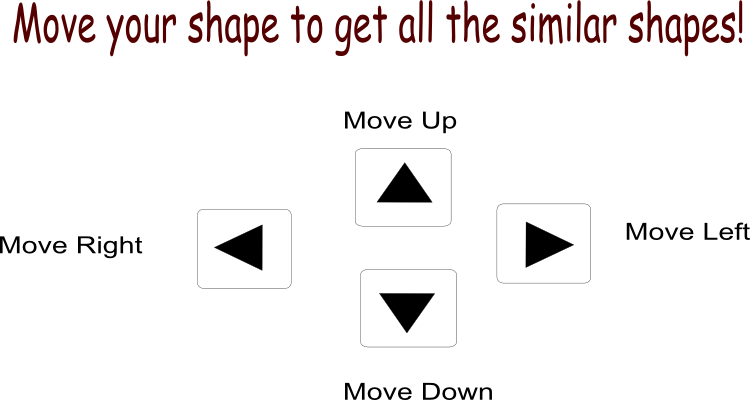 Move your shape to get all the similar shapes!
Move Up
Move Right
Move Left
Move Down